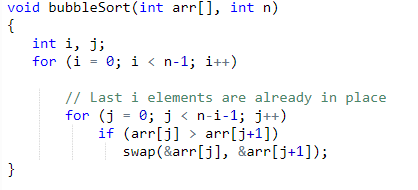 void bubbleSort(int arr[], int n)
{
int i, j;
for (i = 0; i < n-1; i++)
// Last i elements are already in place
for (j = 0; j < n-i-1; j++)
if (arr[j] > arr[j+1])
swap(&arr[j], &arr[j+1]);
}